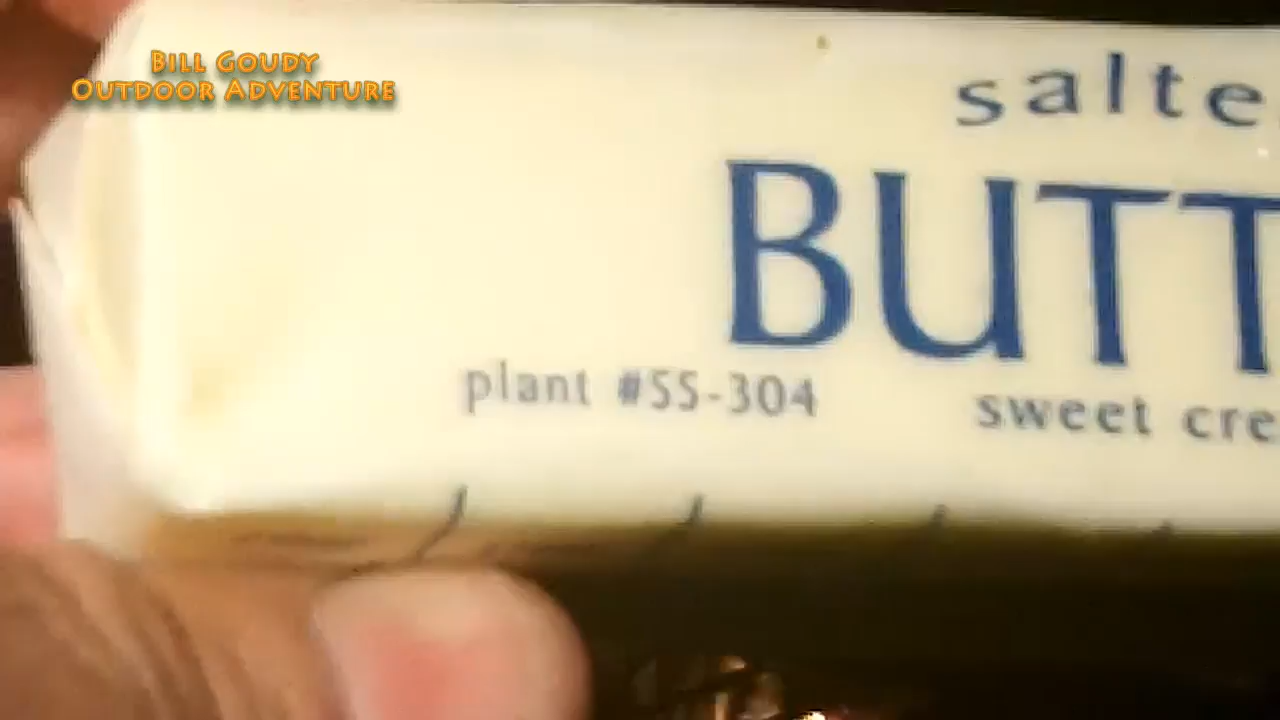 Bill Goudy
Outdoor Adventure
salte
BUTT
plant #55-304
sweet cre